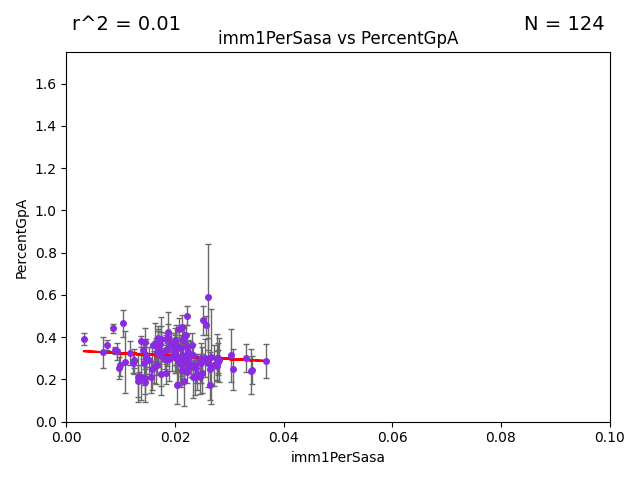 r^2 = 0.01
N = 124
imm1PerSasa vs PercentGpA
1.6
1.4
1.2
1.0
0.8
0.6
0.4
0.2
0.0
PercentGpA
0.00 0.02 0.04 0.06 0.08 0.10
imm1PerSasa